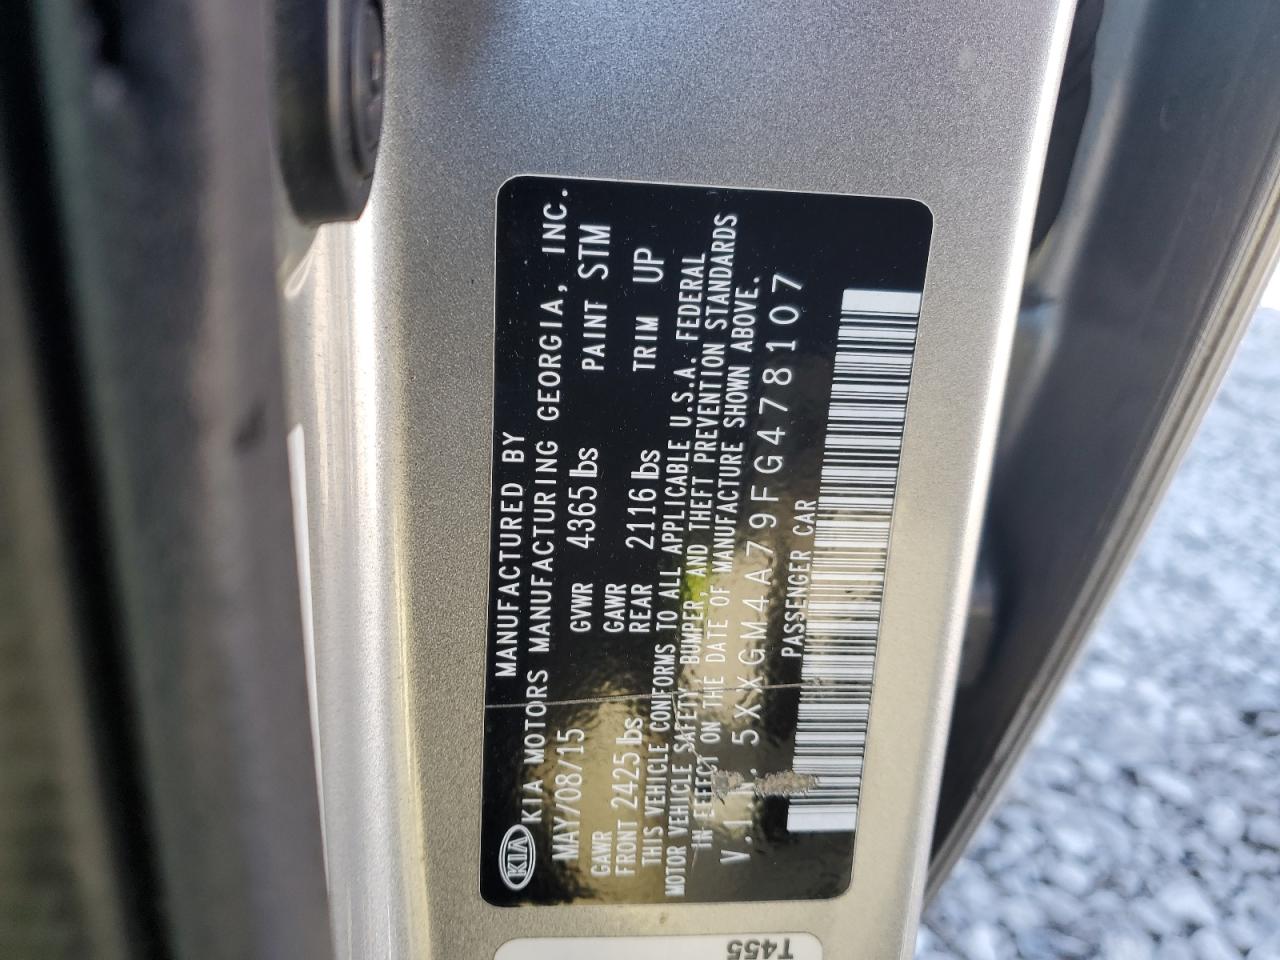 KIA
MANUFACTURED BY
KIA MOTORS MANUFACTURING GEORGIA, INC.
MAY/08/15 GVWR 4365 lbs PAINT STM
GAWR FRONT 2425 lbs GAWR REAR 2116 lbs TRIM UP
THIS VEHICLE CONFORMS TO ALL APPLICABLE U.S.A. FEDERAL
MOTOR VEHICLE SAFETY, BUMPER, AND THEFT PREVENTION STANDARDS
IN EFFECT ON THE DATE OF MANUFACTURE SHOWN ABOVE.
V.I.N. 5XXGM4A79FG478107
PASSENGER CAR
T455